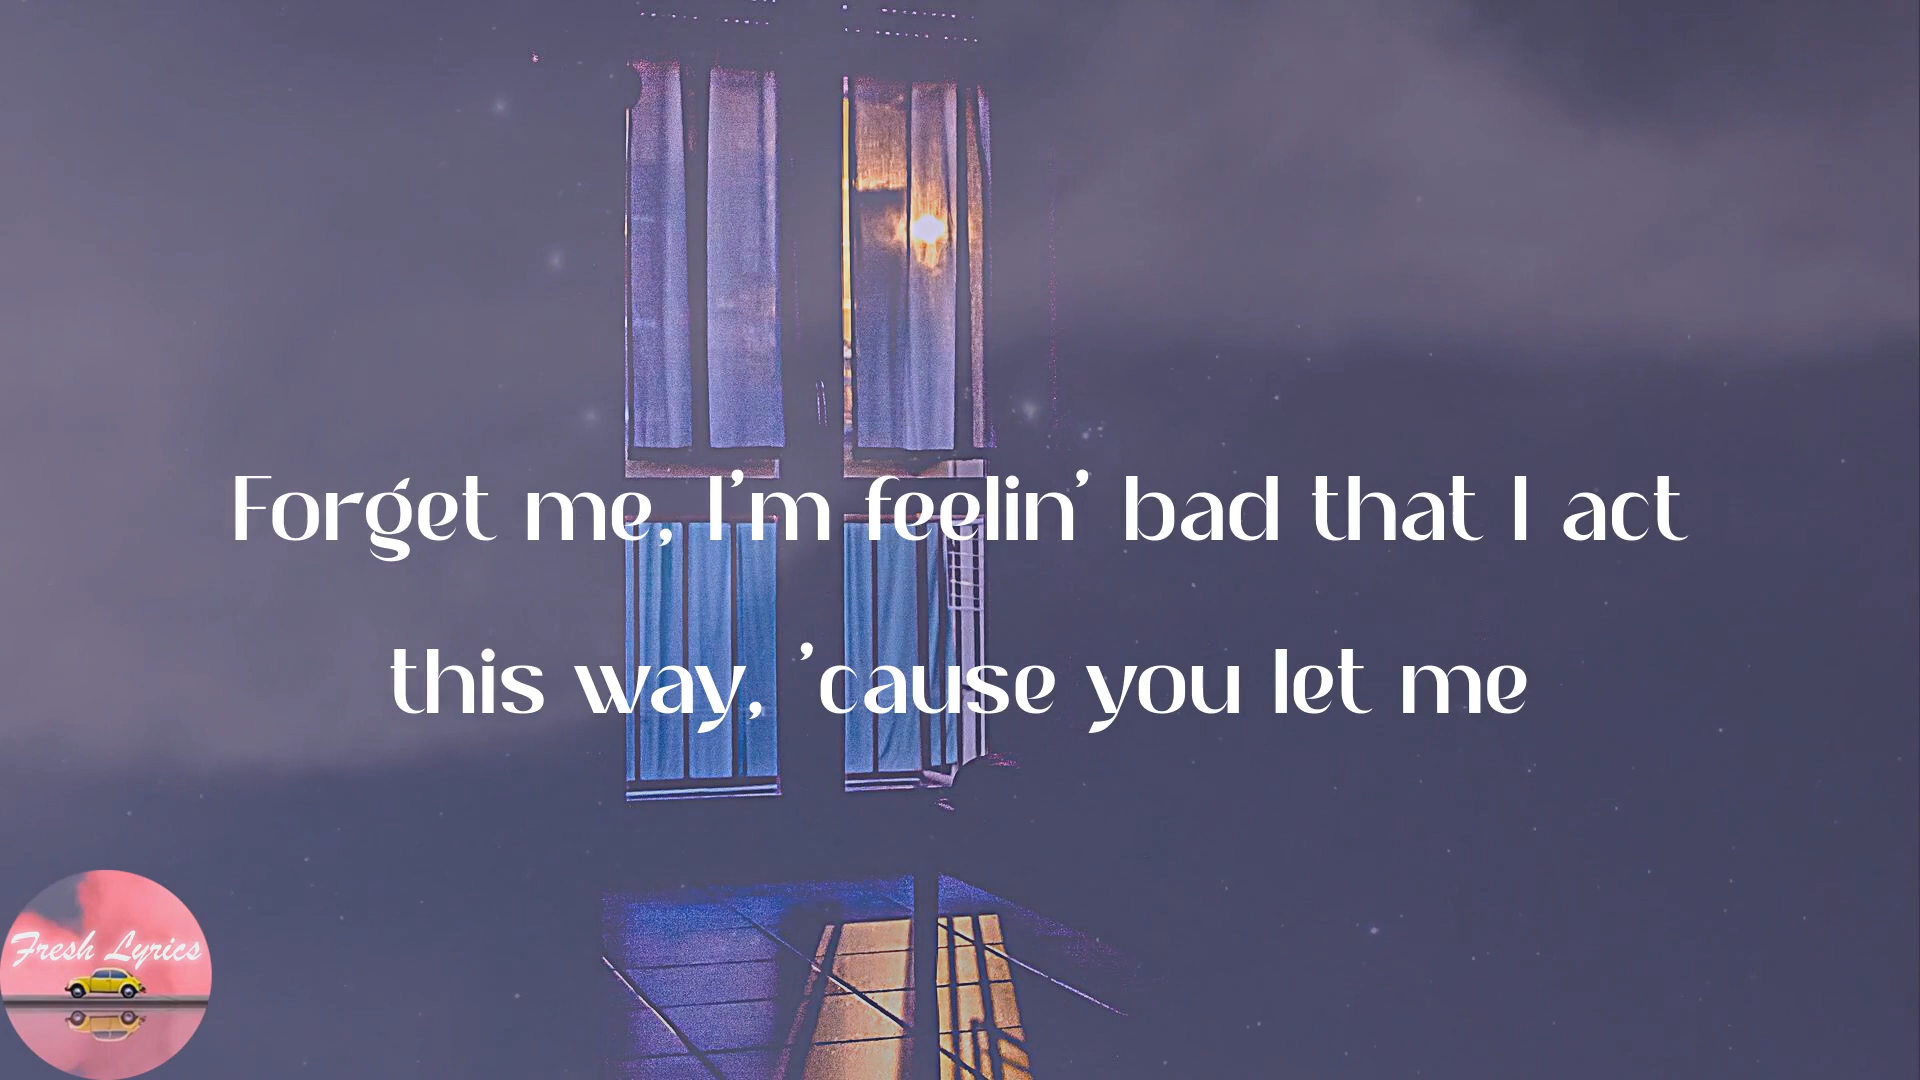 Forget me, I'm feelin' bad that I act
this way, 'cause you let me
Fresh Lyrics